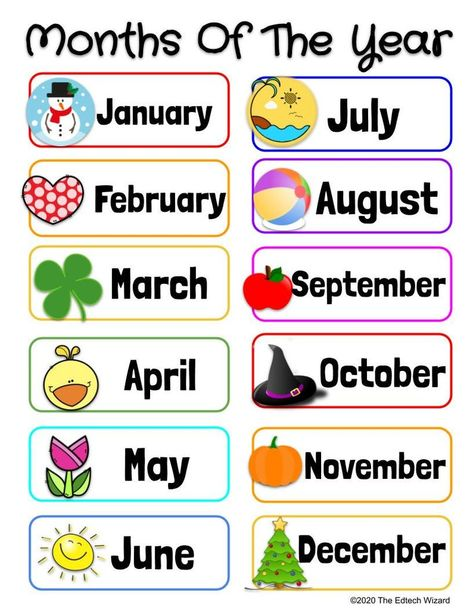 Months Of The Year
January
February
March
April
May
June
July
August
September
October
November
December
©2020 The Edtech Wizard